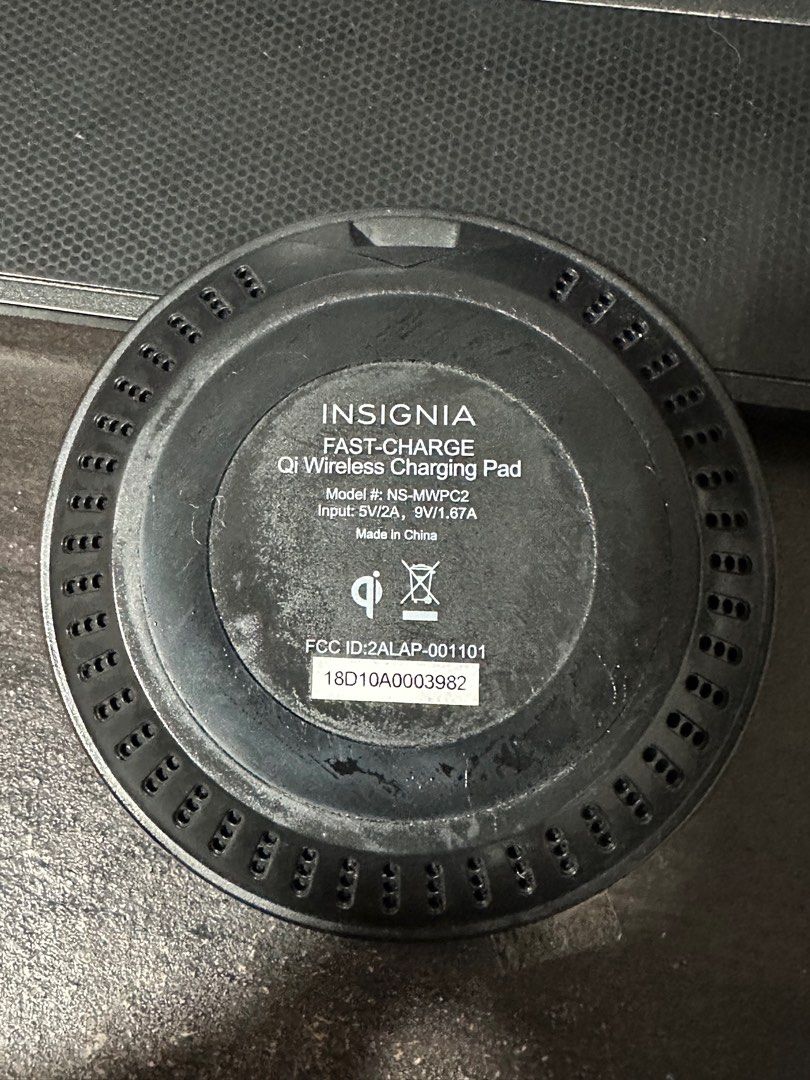 INSIGNIA
FAST-CHARGE
Qi Wireless Charging Pad
Model #: NS-MWPC2
Input: 5V/2A, 9V/1.67A
Made in China
qi
FCC ID:2ALAP-001101
18D10A0003982